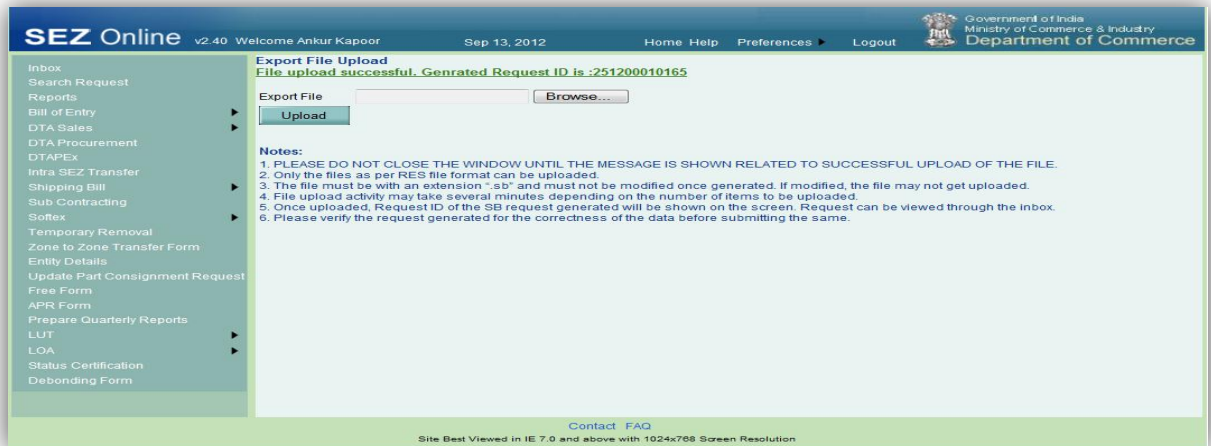 SEZ Online v2.40 Welcome Ankur Kapoor Sep 13, 2012 Home Help Preferences Logout
Government of India
Ministry of Commerce & Industry
Department of Commerce
Inbox
Search Request
Reports
Bill of Entry
DTA Sales
DTA Procurement
DTAPEx
Intra SEZ Transfer
Shipping Bill
Sub Contracting
Softex
Temporary Removal
Zone to Zone Transfer Form
Entity Details
Update Part Consignment Request
Free Form
APR Form
Prepare Quarterly Reports
LUT
LOA
Status Certification
Debonding Form
Export File Upload
File upload successful. Genrated Request ID is :251200010165
Export File Browse...
Upload
Notes:
1. PLEASE DO NOT CLOSE THE WINDOW UNTIL THE MESSAGE IS SHOWN RELATED TO SUCCESSFUL UPLOAD OF THE FILE.
2. Only the files as per RES file format can be uploaded.
3. The file must be with an extension ".sb" and must not be modified once generated. If modified, the file may not get uploaded.
4. File upload activity may take several minutes depending on the number of items to be uploaded.
5. Once uploaded, Request ID of the SB request generated will be shown on the screen. Request can be viewed through the inbox.
6. Please verify the request generated for the correctness of the data before submitting the same.
Contact FAQ
Site Best Viewed in IE 7.0 and above with 1024x768 Screen Resolution